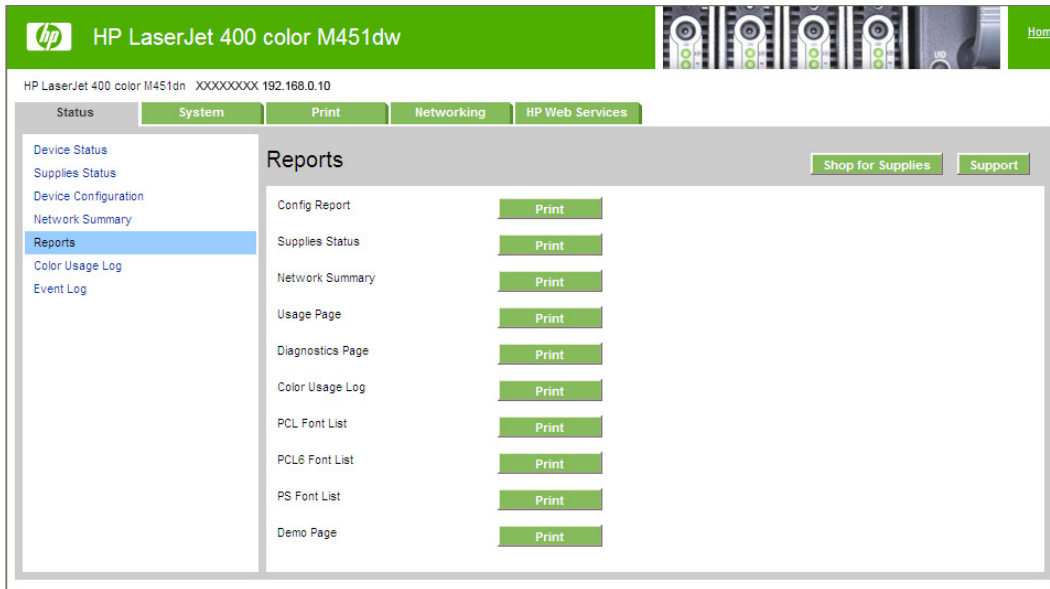 hp HP LaserJet 400 color M451dw
UID
HP LaserJet 400 color M451dn XXXXXXXX 192.168.0.10
Status System Print Networking HP Web Services
Device Status
Supplies Status
Device Configuration
Network Summary
Reports
Color Usage Log
Event Log
Reports Shop for Supplies Support
Config Report Print
Supplies Status Print
Network Summary Print
Usage Page Print
Diagnostics Page Print
Color Usage Log Print
PCL Font List Print
PCL6 Font List Print
PS Font List Print
Demo Page Print